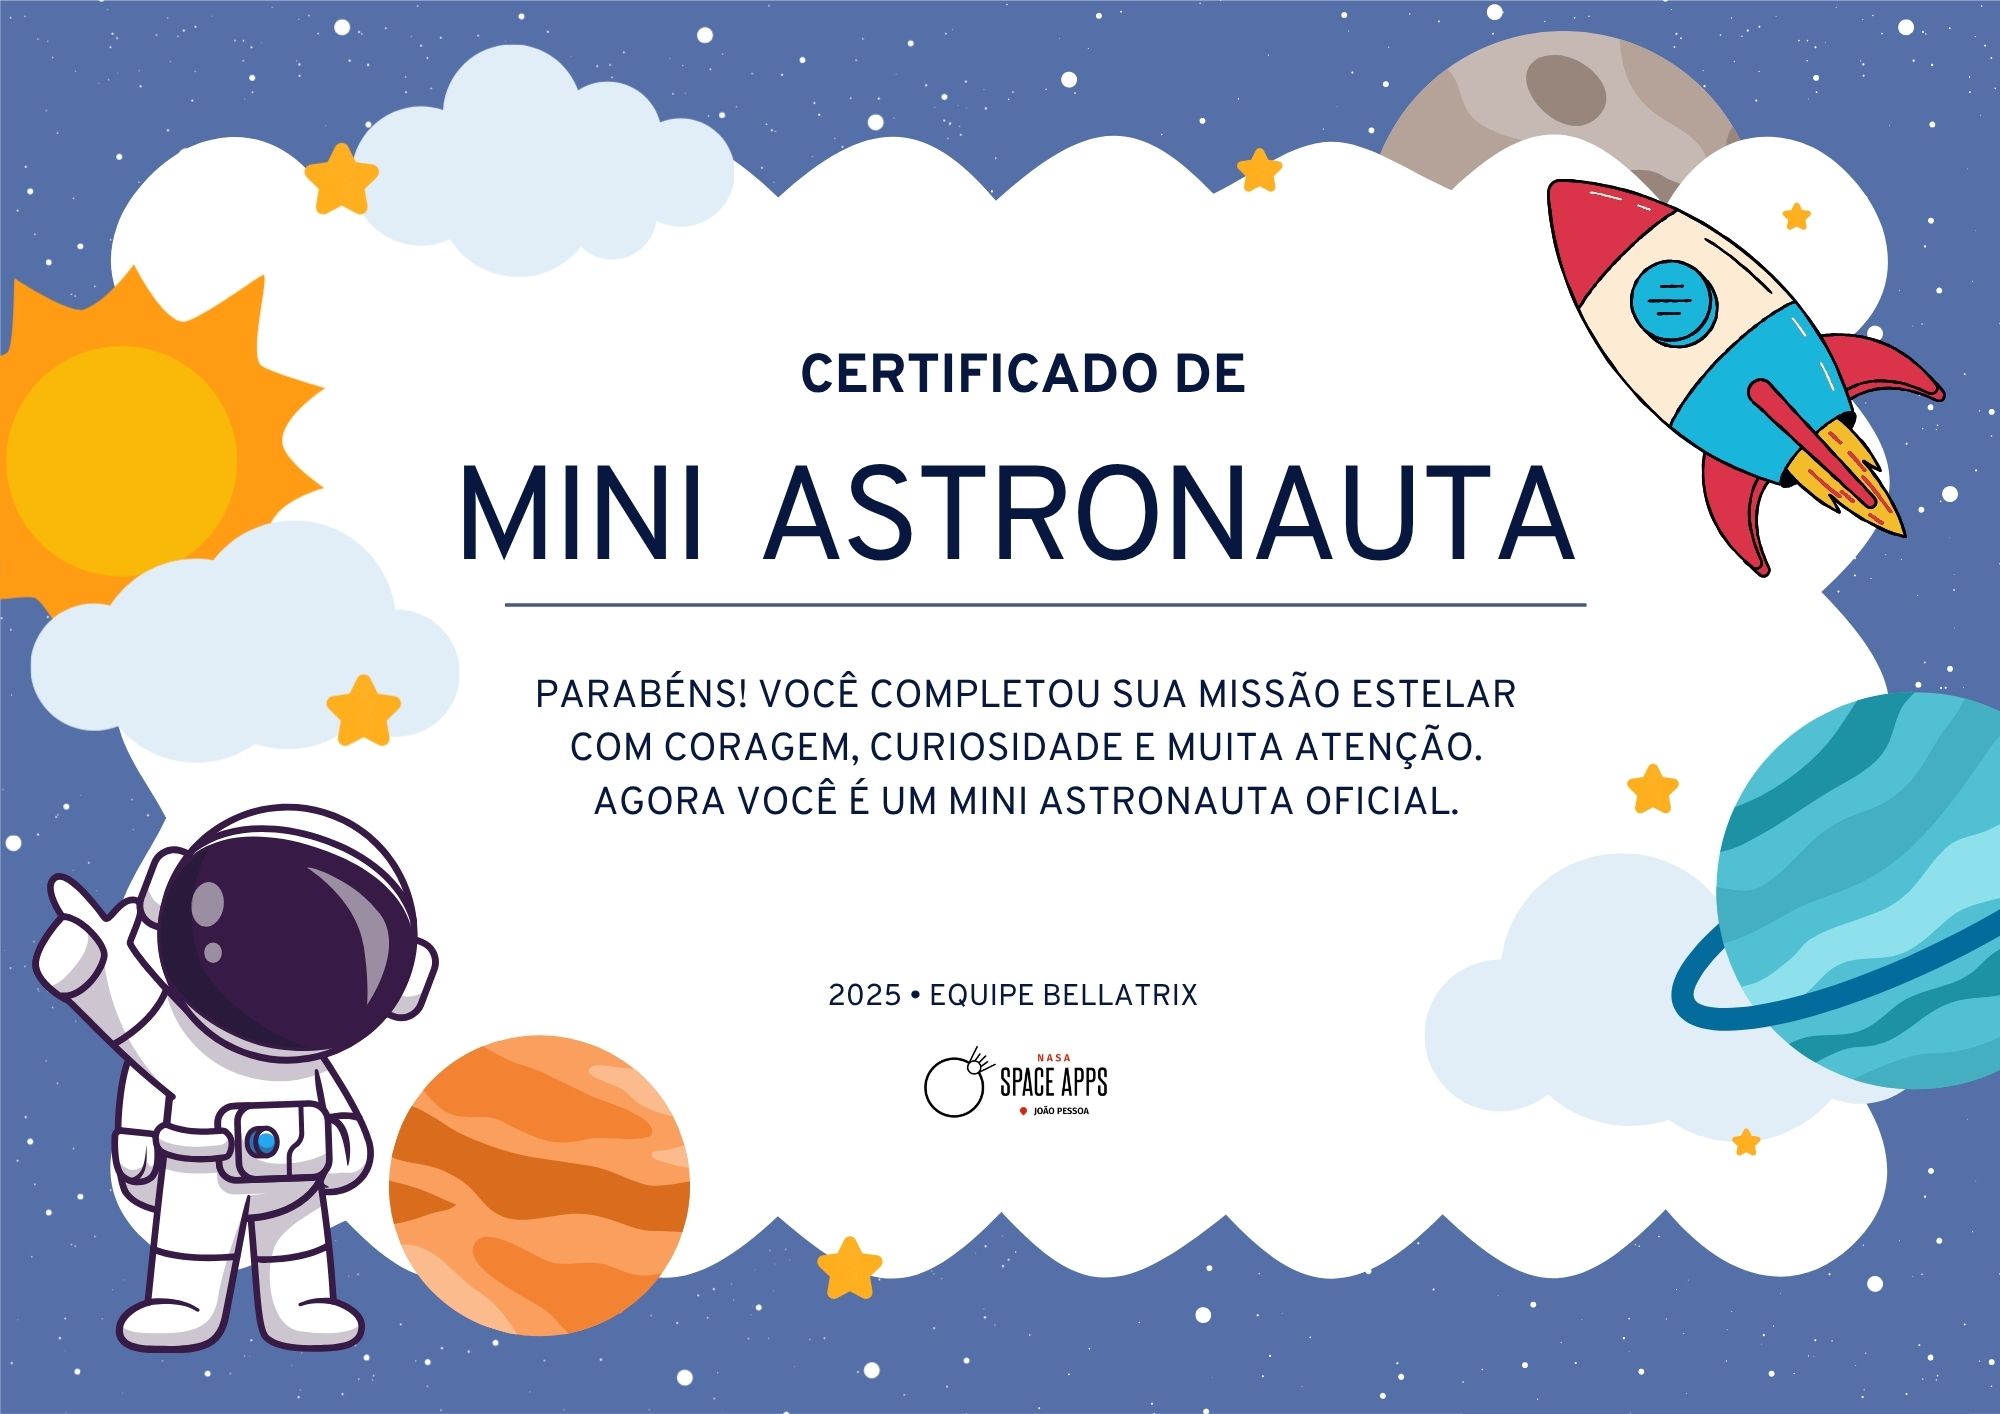 CERTIFICADO DE
MINI ASTRONAUTA
PARABÉNS! VOCÊ COMPLETOU SUA MISSÃO ESTELAR
COM CORAGEM, CURIOSIDADE E MUITA ATENÇÃO.
AGORA VOCÊ É UM MINI ASTRONAUTA OFICIAL.
2025 • EQUIPE BELLATRIX
NASA
SPACE APPS
JOÃO PESSOA